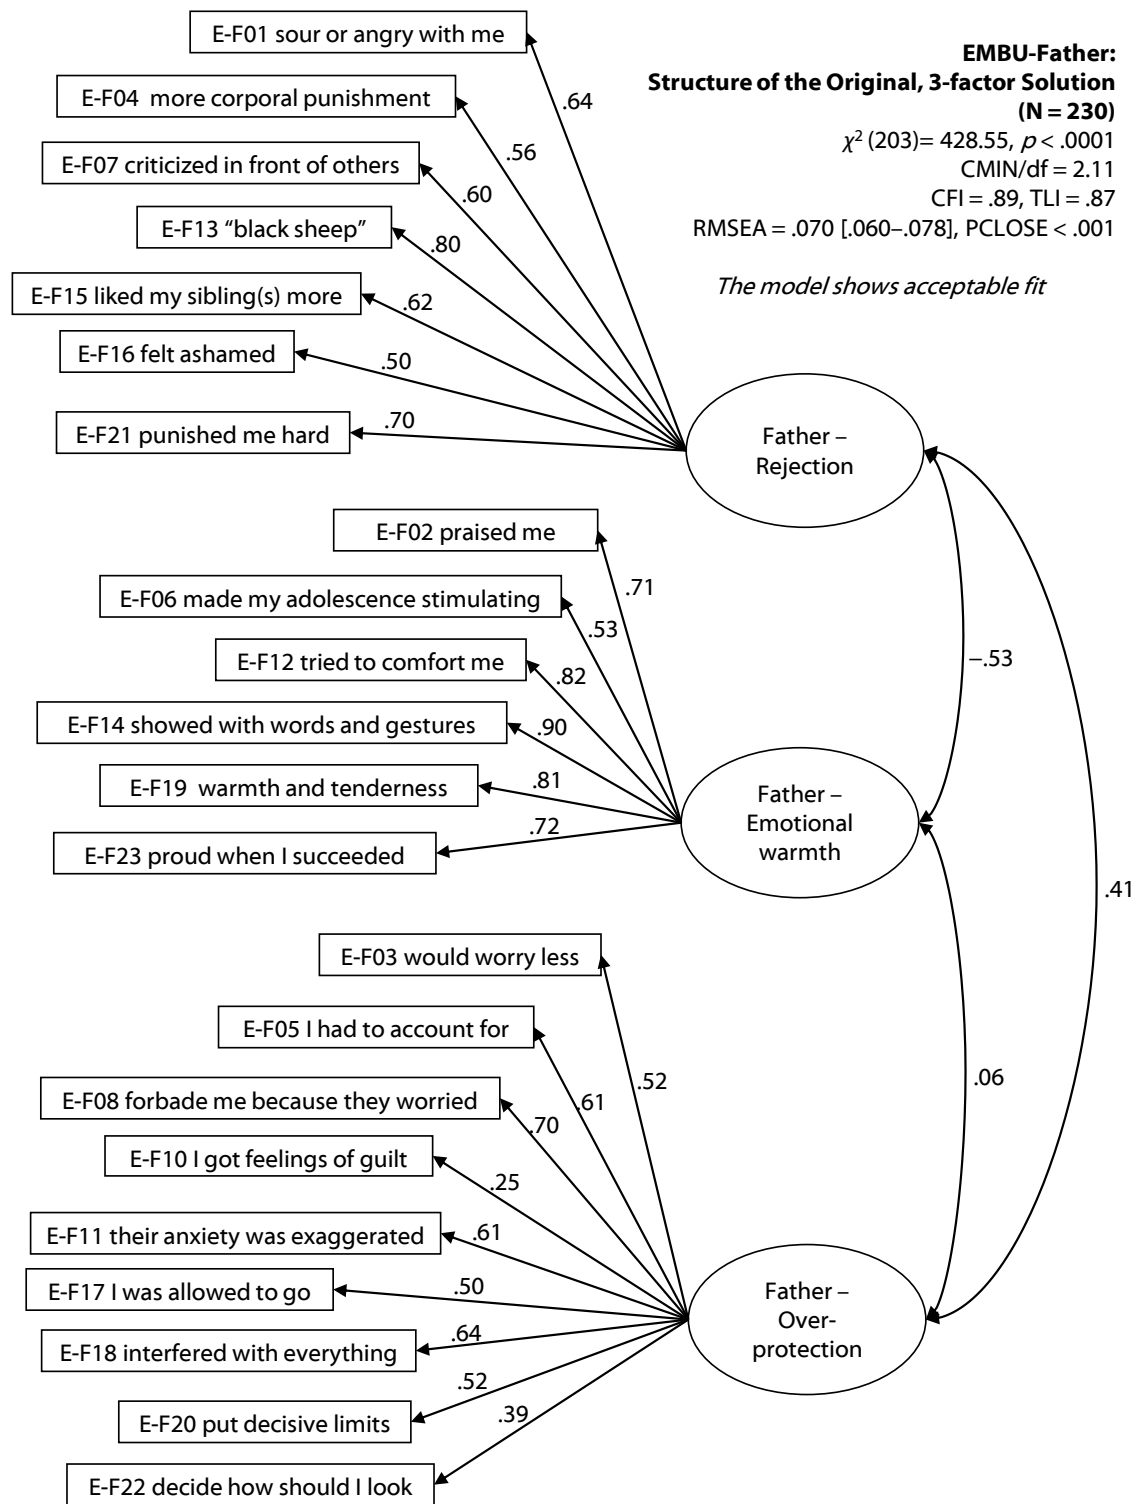 E-F01 sour or angry with me
EMBU-Father:
Structure of the Original, 3-factor Solution
(N = 230)
χ² (203)= 428.55, p < .0001
CMIN/df = 2.11
CFI = .89, TLI = .87
RMSEA = .070 [.060–.078], PCLOSE < .001
The model shows acceptable fit
.64
E-F04 more corporal punishment
.56
E-F07 criticized in front of others
.60
E-F13 “black sheep”
.80
E-F15 liked my sibling(s) more
.62
E-F16 felt ashamed
.50
E-F21 punished me hard
.70
Father –
Rejection
E-F02 praised me
.71
E-F06 made my adolescence stimulating
.53
E-F12 tried to comfort me
.82
E-F14 showed with words and gestures
.90
E-F19 warmth and tenderness
.81
E-F23 proud when I succeeded
.72
Father –
Emotional
warmth
–.53
.41
.06
E-F03 would worry less
.52
E-F05 I had to account for
.61
E-F08 forbade me because they worried
.70
E-F10 I got feelings of guilt
.25
E-F11 their anxiety was exaggerated
.61
E-F17 I was allowed to go
.50
E-F18 interfered with everything
.64
E-F20 put decisive limits
.52
E-F22 decide how should I look
.39
Father –
Over-
protection